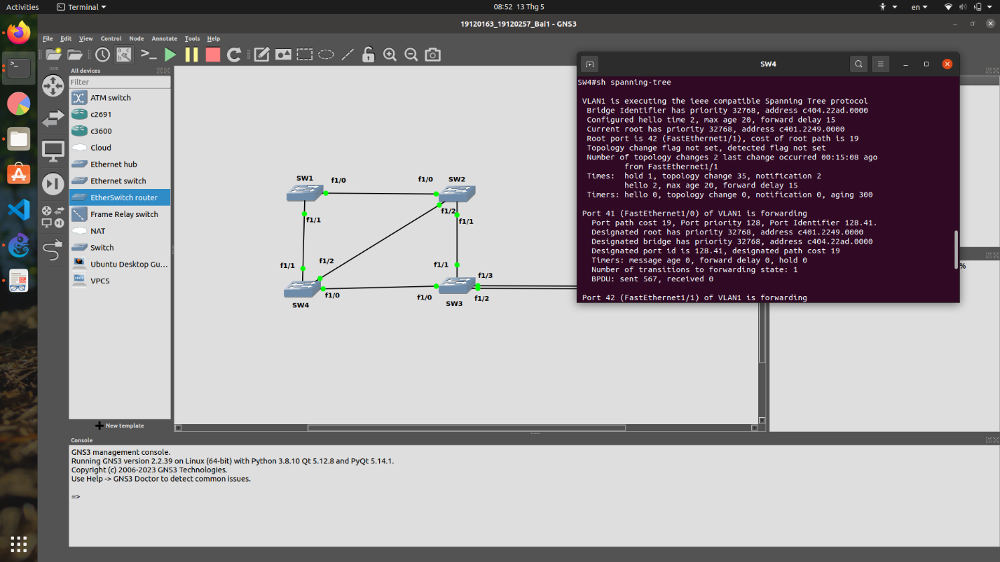 Activities
Terminal
08:52 13 Thg 5
en
19120163_19120257_Bai1 - GNS3
File Edit View Control Node Annotate Tools Help
All devices
Filter
ATM switch
c2691
c3600
Cloud
Ethernet hub
Ethernet switch
EtherSwitch router
Frame Relay switch
NAT
Switch
Ubuntu Desktop Gu...
VPCS
New template
SW1
f1/0
f1/0
SW2
f1/1
f1/2
f1/1
f1/2
f1/1
f1/1
f1/3
SW4
f1/0
f1/0
SW3
f1/2
SW4
SW4#sh spanning-tree
VLAN1 is executing the ieee compatible Spanning Tree protocol
Bridge Identifier has priority 32768, address c404.22ad.0000
Configured hello time 2, max age 20, forward delay 15
Current root has priority 32768, address c401.2249.0000
Root port is 42 (FastEthernet1/1), cost of root path is 19
Topology change flag not set, detected flag not set
Number of topology changes 2 last change occurred 00:15:08 ago
from FastEthernet1/1
Times: hold 1, topology change 35, notification 2
hello 2, max age 20, forward delay 15
Timers: hello 0, topology change 0, notification 0, aging 300
Port 41 (FastEthernet1/0) of VLAN1 is forwarding
Port path cost 19, Port priority 128, Port Identifier 128.41.
Designated root has priority 32768, address c401.2249.0000
Designated bridge has priority 32768, address c404.22ad.0000
Designated port id is 128.41, designated path cost 19
Timers: message age 0, forward delay 0, hold 0
Number of transitions to forwarding state: 1
BPDU: sent 567, received 0
Port 42 (FastEthernet1/1) of VLAN1 is forwarding
%
Console
GNS3 management console.
Running GNS3 version 2.2.39 on Linux (64-bit) with Python 3.8.10 Qt 5.12.8 and PyQt 5.14.1.
Copyright (c) 2006-2023 GNS3 Technologies.
Use Help -> GNS3 Doctor to detect common issues.
=>